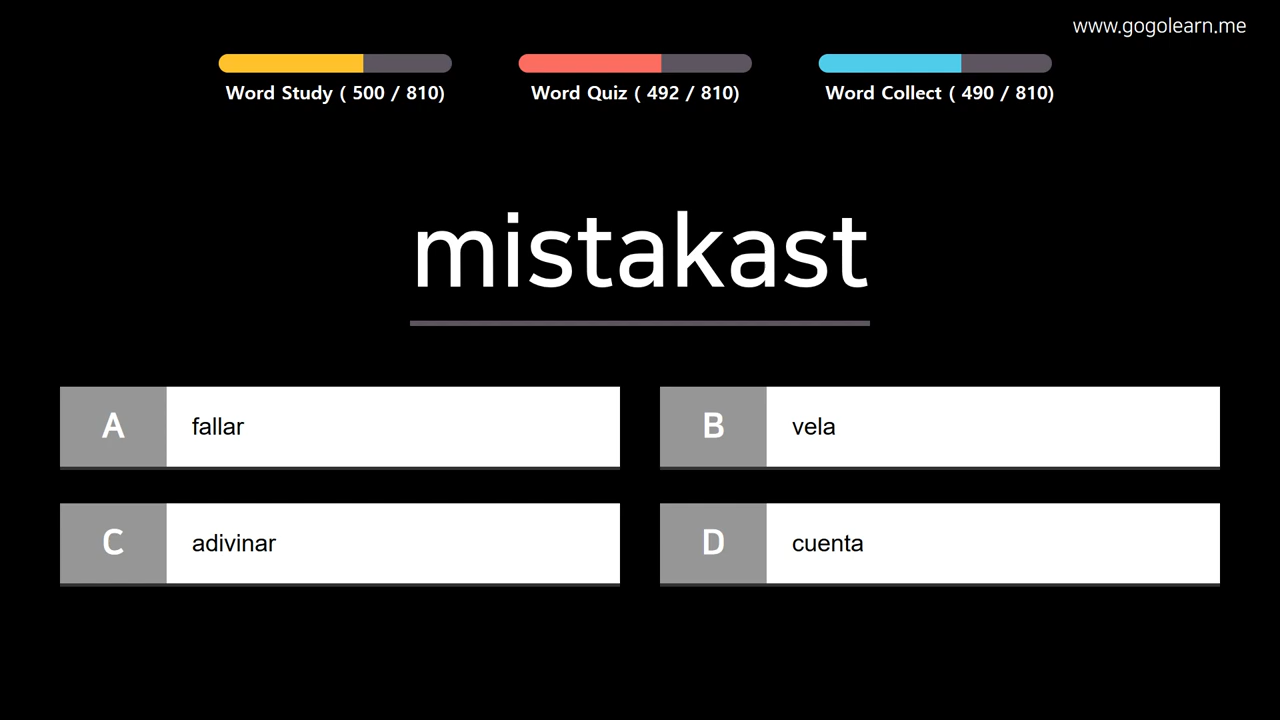 www.gogolearn.me
Word Study ( 500 / 810)
Word Quiz ( 492 / 810)
Word Collect ( 490 / 810)
mistakast
A fallar
B vela
C adivinar
D cuenta